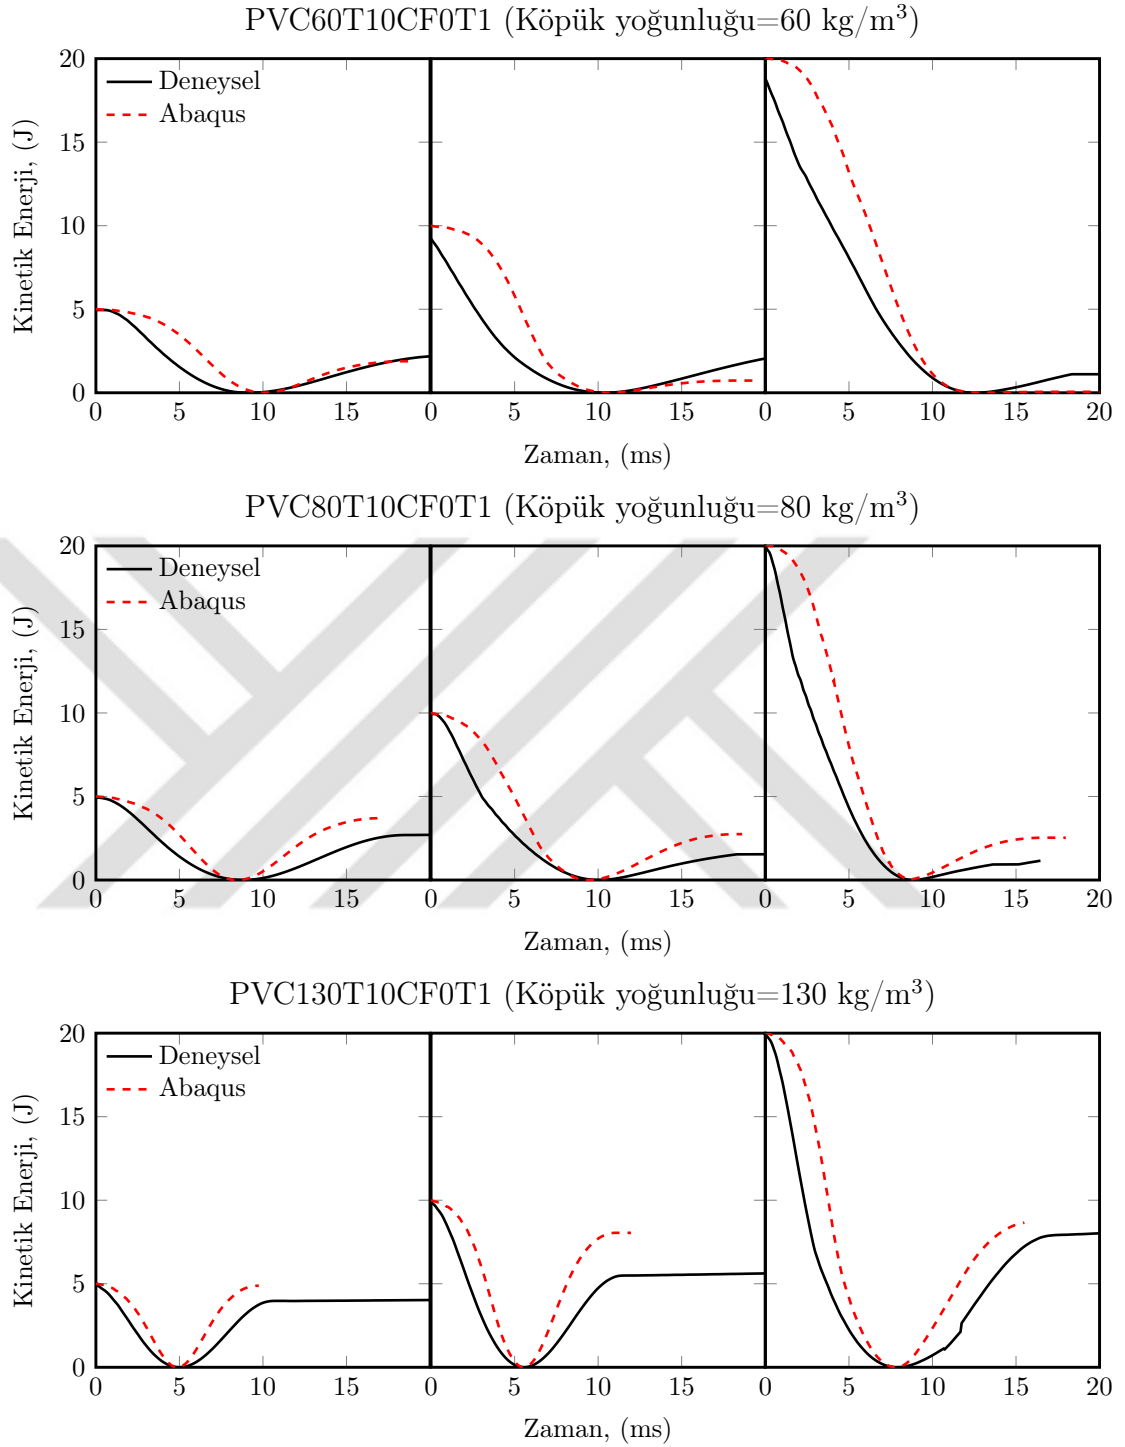 PVC60T10CF0T1 (Köpük yoğunluğu=60 kg/m³)
Kinetik Enerji, (J)
20
15
10
5
0
Deneysel
Abaqus
0 5 10 15 0 5 10 15 0 5 10 15 20
Zaman, (ms)
PVC80T10CF0T1 (Köpük yoğunluğu=80 kg/m³)
Kinetik Enerji, (J)
20
15
10
5
0
Deneysel
Abaqus
0 5 10 15 0 5 10 15 0 5 10 15 20
Zaman, (ms)
PVC130T10CF0T1 (Köpük yoğunluğu=130 kg/m³)
Kinetik Enerji, (J)
20
15
10
5
0
Deneysel
Abaqus
0 5 10 15 0 5 10 15 0 5 10 15 20
Zaman, (ms)